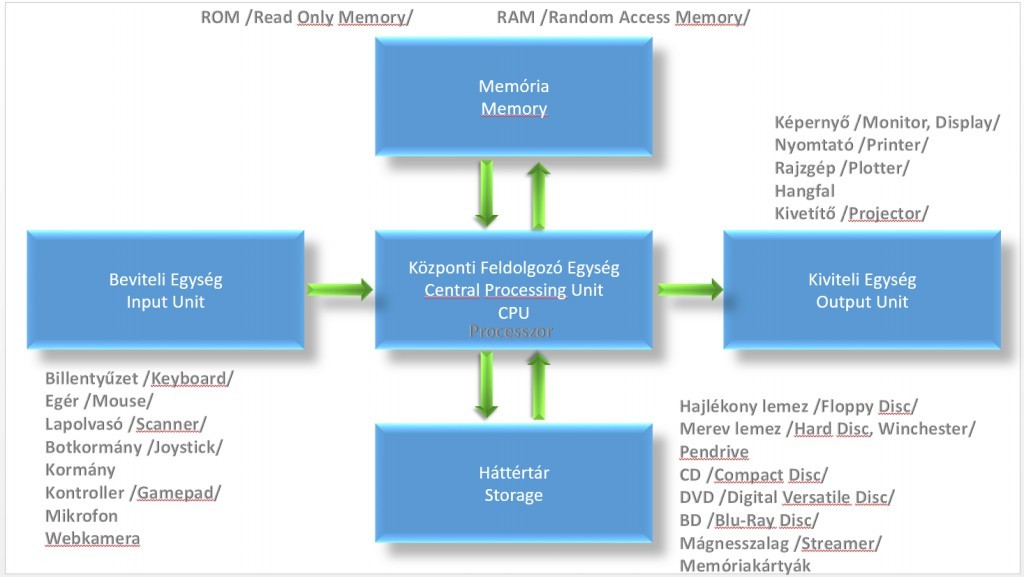 ROM /Read Only Memory/
RAM /Random Access Memory/
Memória
Memory
Képernyő /Monitor, Display/
Nyomtató /Printer/
Rajzgép /Plotter/
Hangfal
Kivetítő /Projector/
Beviteli Egység
Input Unit
Központi Feldolgozó Egység
Central Processing Unit
CPU
Processzor
Kiviteli Egység
Output Unit
Billentyűzet /Keyboard/
Egér /Mouse/
Lapolvasó /Scanner/
Botkormány /Joystick/
Kormány
Kontroller /Gamepad/
Mikrofon
Webkamera
Háttértár
Storage
Hajlékony lemez /Floppy Disc/
Merev lemez /Hard Disc, Winchester/
Pendrive
CD /Compact Disc/
DVD /Digital Versatile Disc/
BD /Blu-Ray Disc/
Mágnesszalag /Streamer/
Memóriakártyák